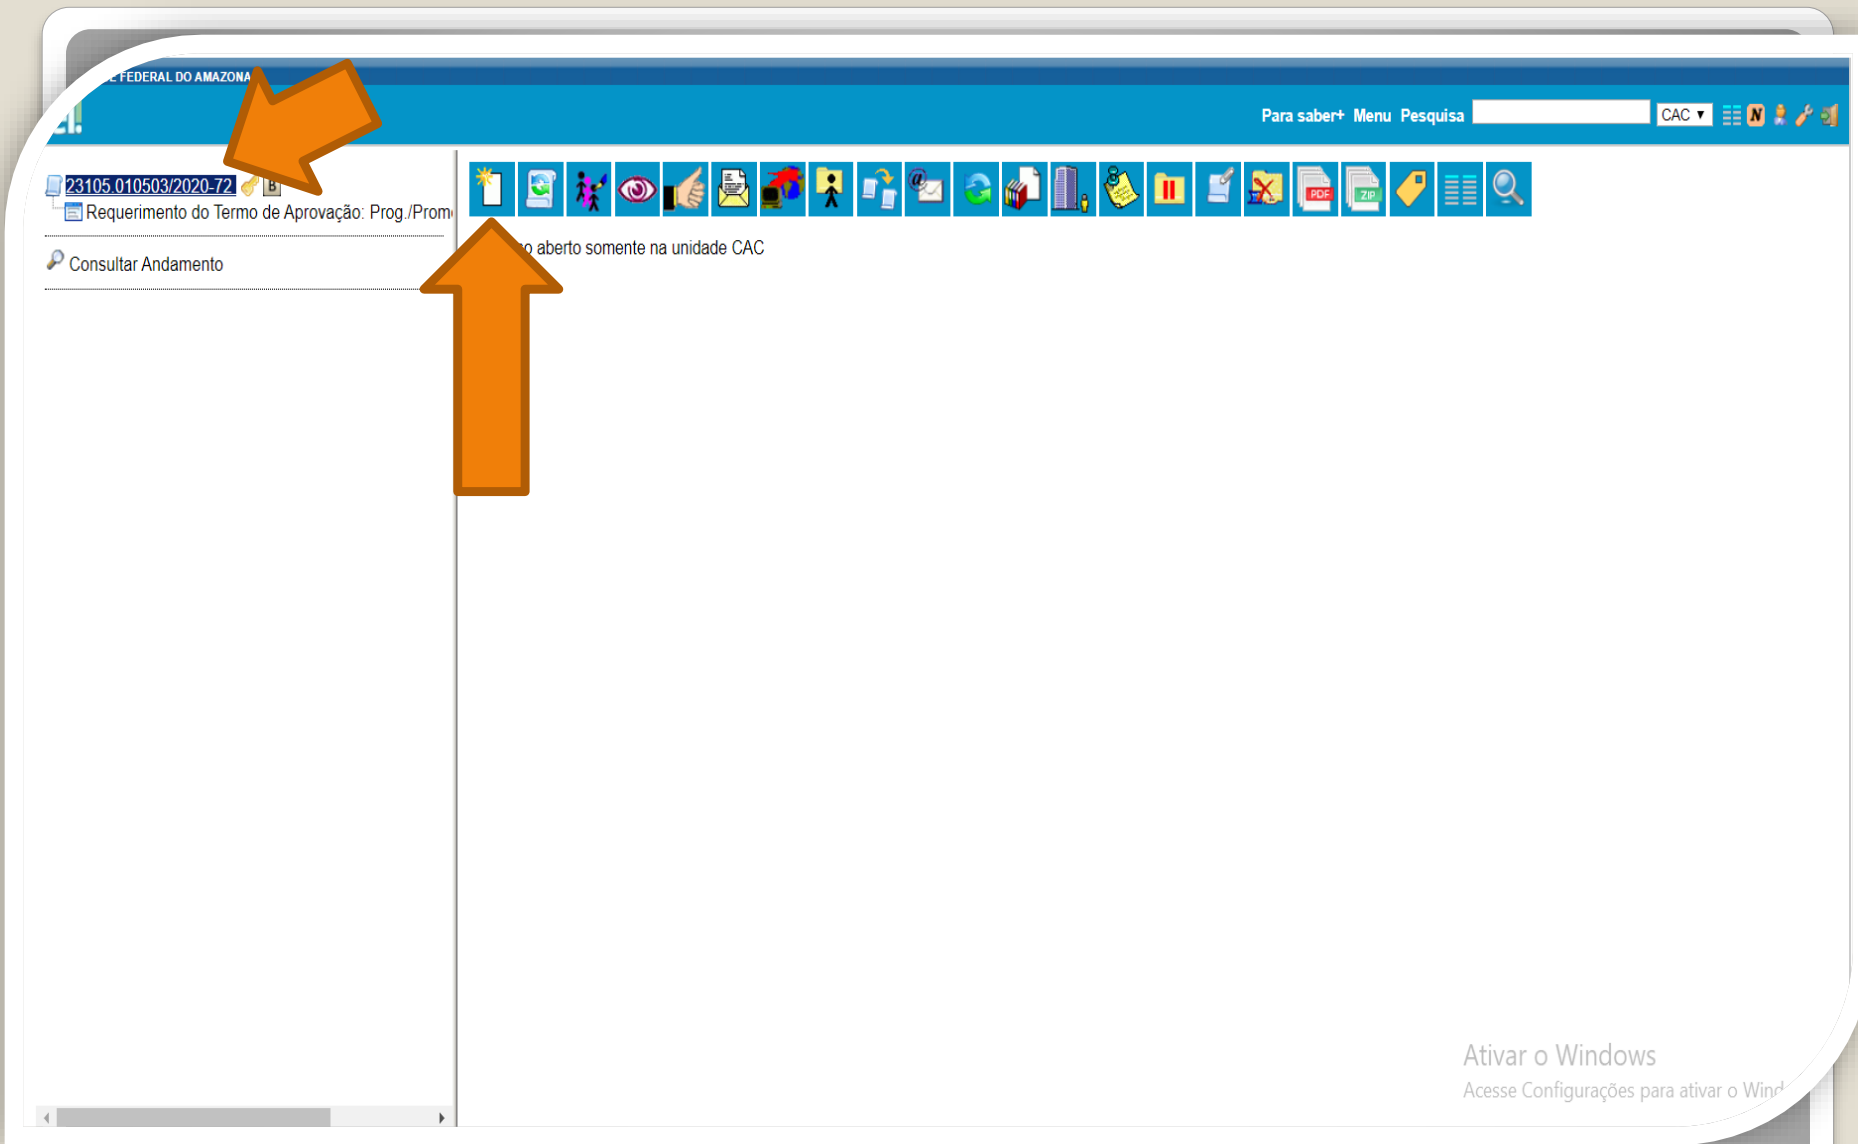 FEDERAL DO AMAZONA
Para saber+ Menu Pesquisa CAC
23105.010503/2020-72 B
Requerimento do Termo de Aprovação: Prog./Prom
aberto somente na unidade CAC
Consultar Andamento
PDF
ZIP
Ativar o Windows
Acesse Configurações para ativar o Wind